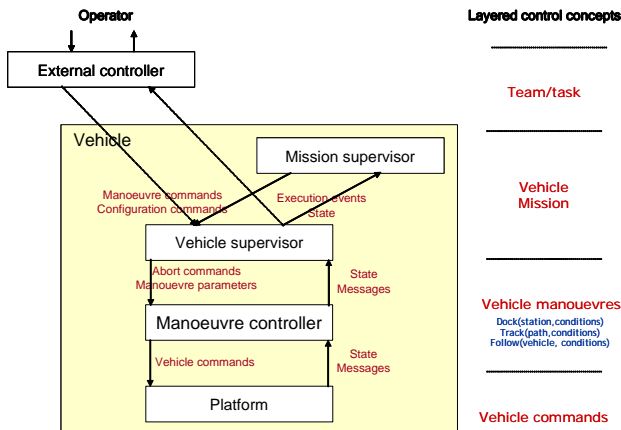 Operator
External controller
Vehicle
Mission supervisor
Manoeuvre commands
Configuration commands
Execution events
State
Vehicle supervisor
Abort commands
Manouevre parameters
State
Messages
Manoeuvre controller
Vehicle commands
State
Messages
Platform
Layered control concepts
Team/task
Vehicle
Mission
Vehicle manouevres
Dock(station,conditions)
Track(path,conditions)
Follow(vehicle, conditions)
Vehicle commands